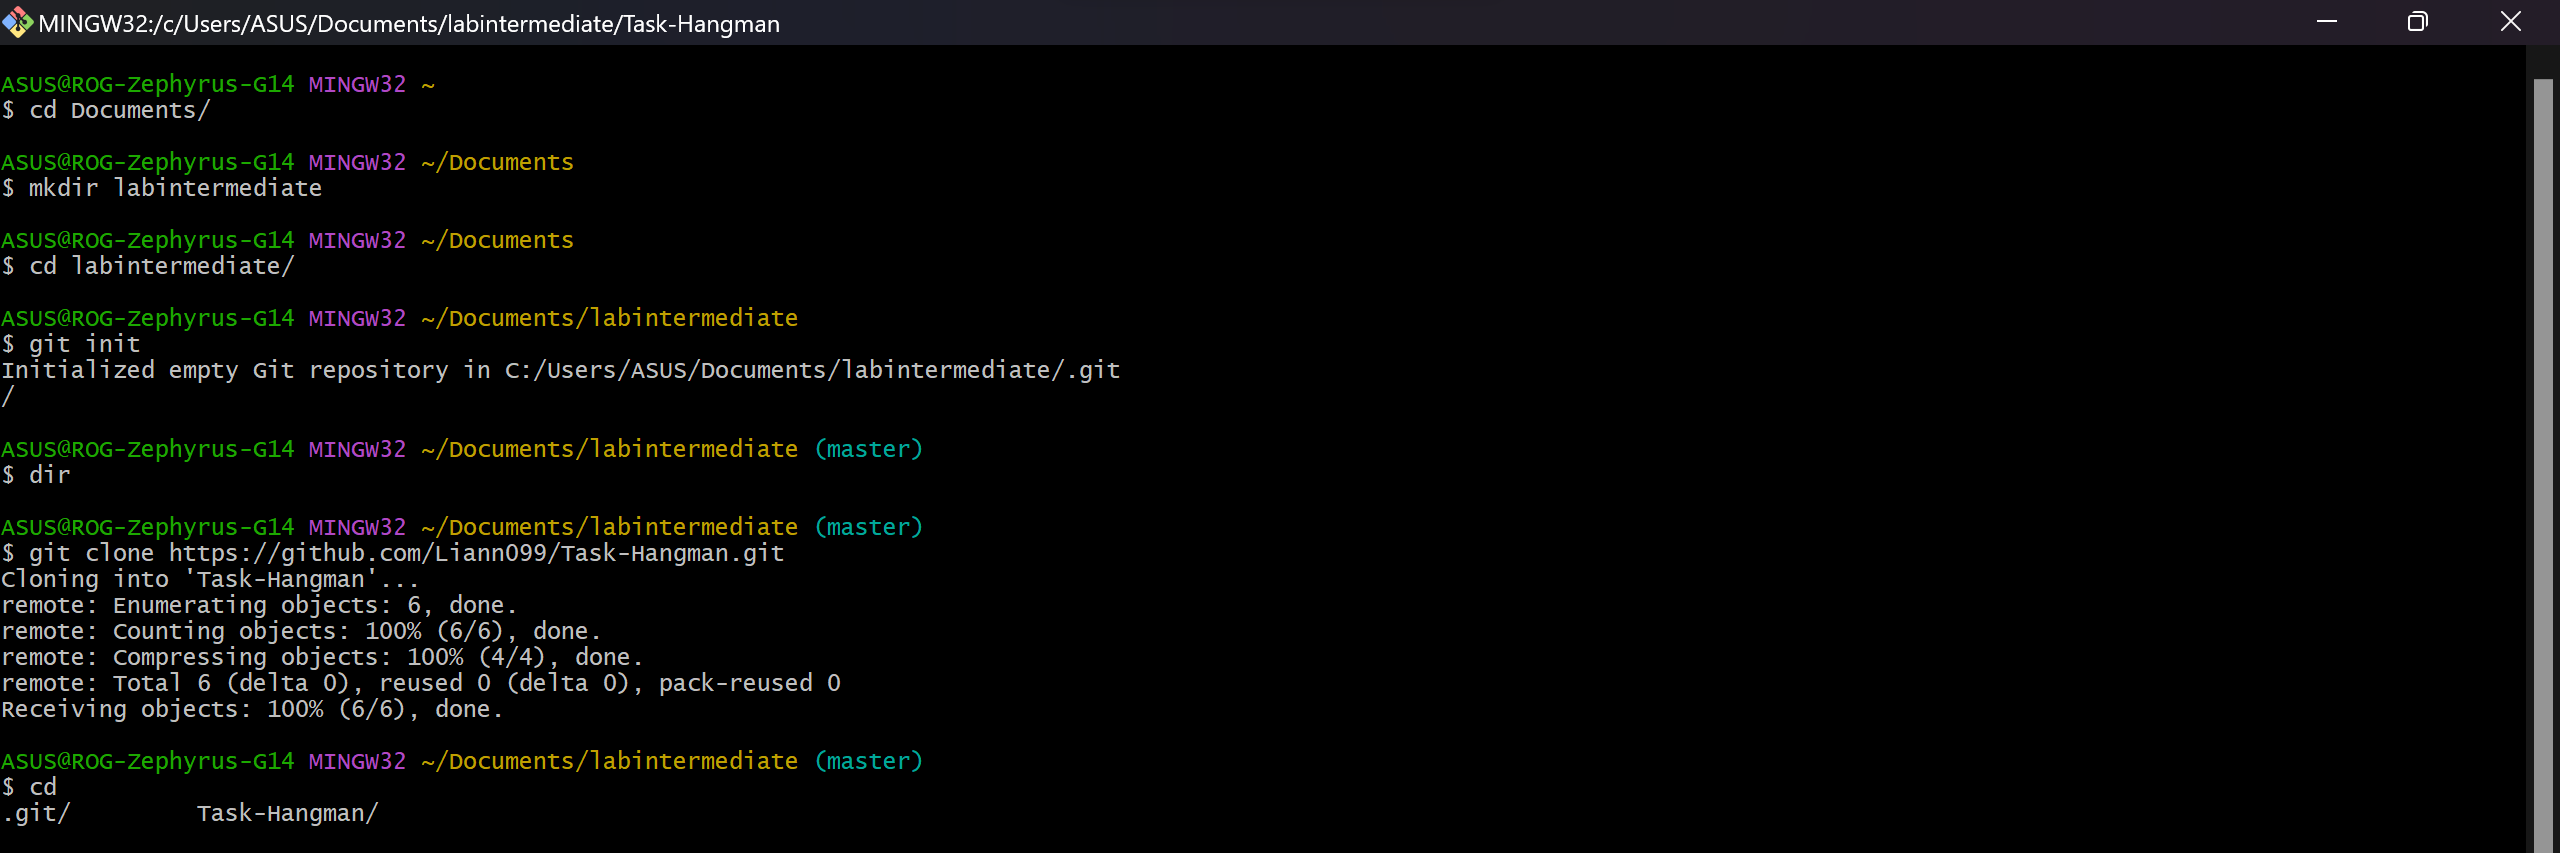 MINGW32:/c/Users/ASUS/Documents/labintermediate/Task-Hangman
ASUS@ROG-Zephyrus-G14 MINGW32 ~
$ cd Documents/
ASUS@ROG-Zephyrus-G14 MINGW32 ~/Documents
$ mkdir labintermediate
ASUS@ROG-Zephyrus-G14 MINGW32 ~/Documents
$ cd labintermediate/
ASUS@ROG-Zephyrus-G14 MINGW32 ~/Documents/labintermediate
$ git init
Initialized empty Git repository in C:/Users/ASUS/Documents/labintermediate/.git
/
ASUS@ROG-Zephyrus-G14 MINGW32 ~/Documents/labintermediate (master)
$ dir
ASUS@ROG-Zephyrus-G14 MINGW32 ~/Documents/labintermediate (master)
$ git clone https://github.com/Liann099/Task-Hangman.git
Cloning into 'Task-Hangman'...
remote: Enumerating objects: 6, done.
remote: Counting objects: 100% (6/6), done.
remote: Compressing objects: 100% (4/4), done.
remote: Total 6 (delta 0), reused 0 (delta 0), pack-reused 0
Receiving objects: 100% (6/6), done.
ASUS@ROG-Zephyrus-G14 MINGW32 ~/Documents/labintermediate (master)
$ cd
.git/         Task-Hangman/